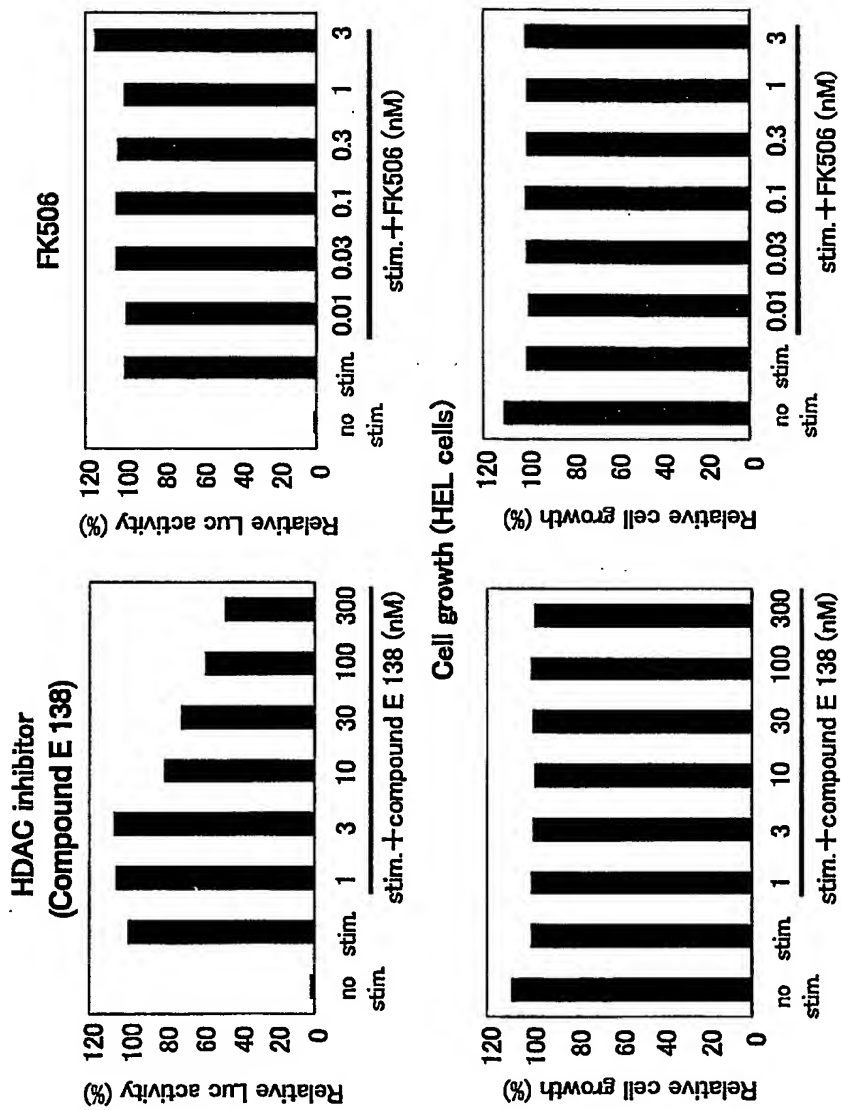 HDAC inhibitor
(Compound E 138)
Relative Luc activity (%)
120
100
80
60
40
20
0
no stim.
stim.
1
3
10
30
100
300
stim.+compound E 138 (nM)
FK506
Relative Luc activity (%)
120
100
80
60
40
20
0
no stim.
stim.
0.01
0.03
0.1
0.3
1
3
stim.+FK506 (nM)
Cell growth (HEL cells)
Relative cell growth (%)
120
100
80
60
40
20
0
no stim.
stim.
1
3
10
30
100
300
stim.+compound E 138 (nM)
Relative cell growth (%)
120
100
80
60
40
20
0
no stim.
stim.
0.01
0.03
0.1
0.3
1
3
stim.+FK506 (nM)